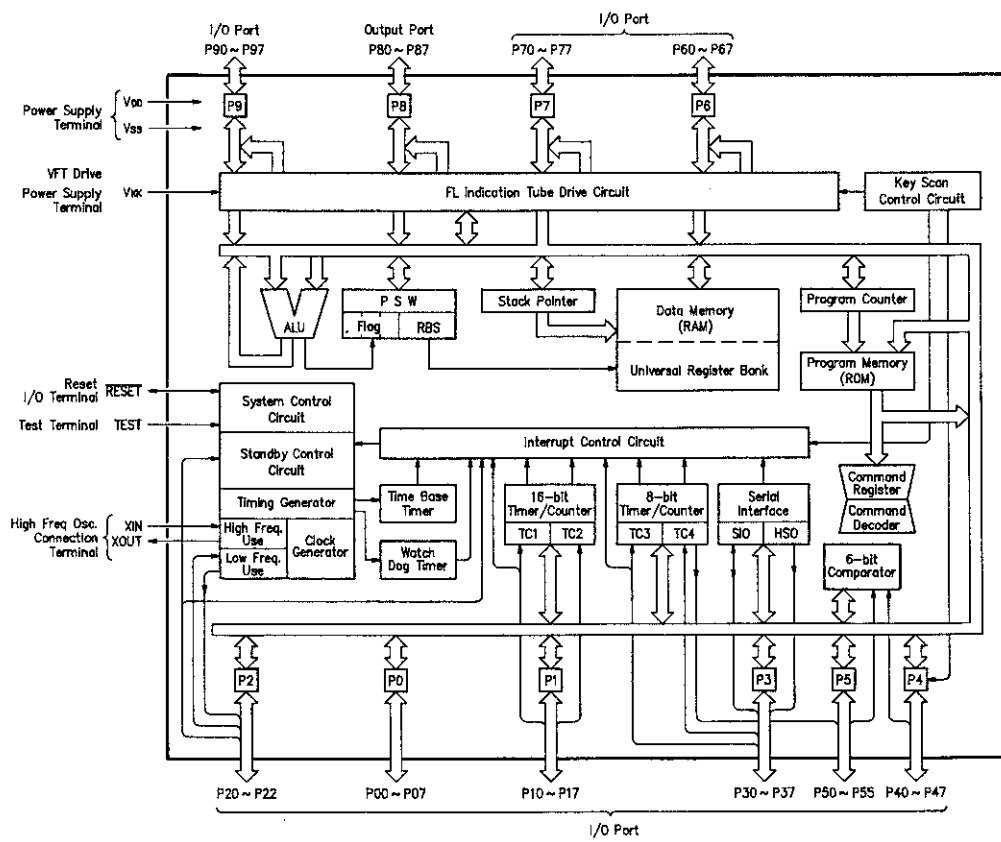 I/O Port
P90 ~ P97
Output Port
P80 ~ P87
I/O Port
P70 ~ P77
P60 ~ P67
Power Supply
Terminal
VDD
VSS
P9
P8
P7
P6
VFT Drive
Power Supply
Terminal
VKK
FL Indication Tube Drive Circuit
Key Scan
Control Circuit
ALU
P S W
Flag
RBS
Stack Pointer
Data Memory
(RAM)
Universal Register Bank
Program Counter
Program Memory
(ROM)
Reset
I/O Terminal
RESET
Test Terminal
TEST
System Control
Circuit
Standby Control
Circuit
Timing Generator
High Freq.
Use
Low Freq.
Use
Clock
Generator
High Freq Osc.
Connection
Terminal
XIN
XOUT
Interrupt Control Circuit
Time Base
Timer
Watch
Dog Timer
16-bit
Timer/Counter
TC1
TC2
8-bit
Timer/Counter
TC3
TC4
Serial
Interface
SIO
HSO
Command
Register
Command
Decoder
6-bit
Comparator
P2
P0
P1
P3
P5
P4
P20 ~ P22
P00 ~ P07
P10 ~ P17
P30 ~ P37
P50 ~ P55
P40 ~ P47
I/O Port